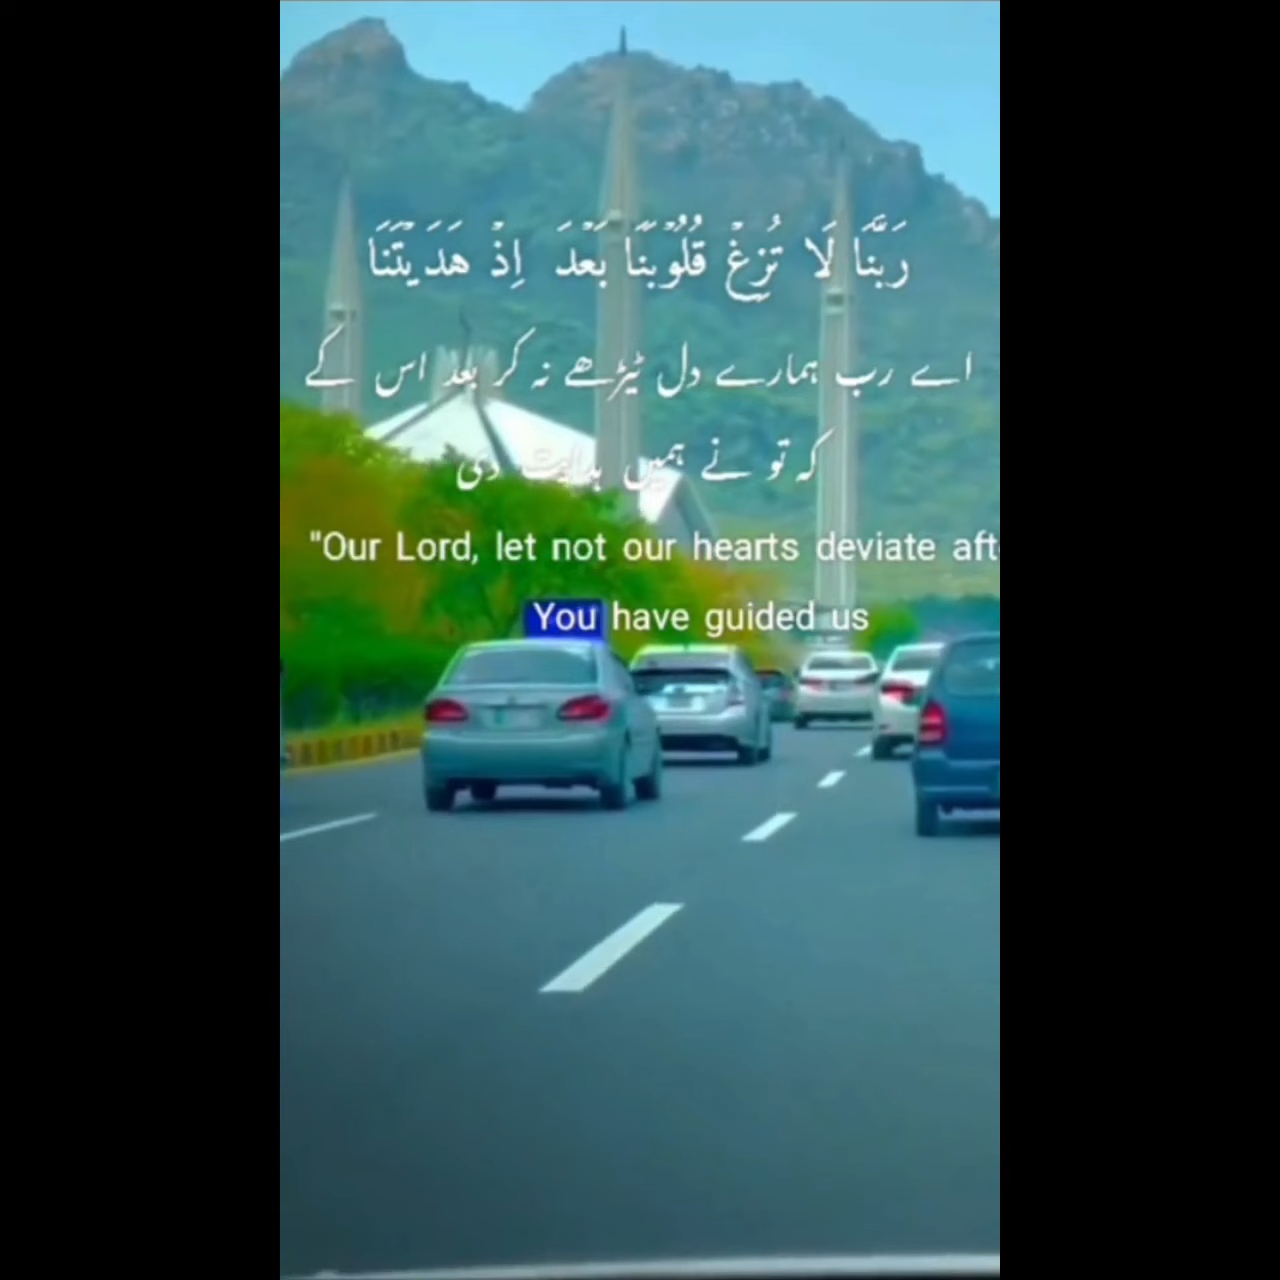 رَبَّنَا لَا تُزِغْ قُلُوْبَنَا بَعْدَ اِذْ هَدَيْتَنَا
اے رب ہمارے دل ٹیڑھے نہ کر بعد اس کے
کہ تو نے ہمیں ہدایت دی
"Our Lord, let not our hearts deviate aft
You have guided us